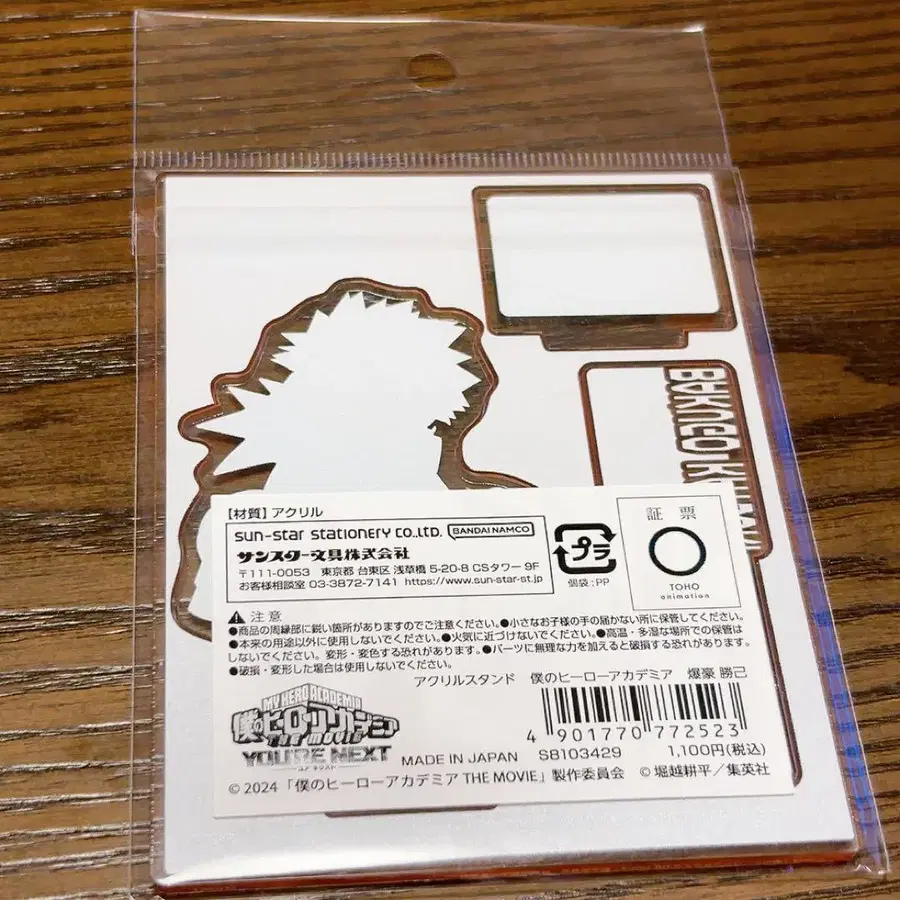 BAKUGO K
【材質】アクリル
sun-star stationery CO.,LTD. BANDAI NAMCO
サンスター文具株式会社
〒111-0053 東京都 台東区 浅草橋 5-20-8 CSタワー 9F
お客様相談室 03-3872-7141 https://www.sun-star-st.jp
プラ
個袋:PP
証 票
TOHO
animation
注 意
●商品の周縁部に鋭い箇所がありますのでご注意ください。●小さなお子様の手の届かない所に保管してください。
●本来の用途以外に使用しないでください。●火気に近づけないでください。●高温・多湿な場所での保管は
しないでください。変形・変色する恐れがあります。●パーツに無理な力を加えると破損する恐れがあります。
●破損・変形した場合は使用しないでください。
アクリルスタンド 僕のヒーローアカデミア 爆豪 勝己
MY HERO ACADEMIA
僕のヒーローアカデミア
THE MOVIE
YOU'RE NEXT
ユア ネクスト
4 901770 772523
MADE IN JAPAN S8103429 1,100円(税込)
© 2024「僕のヒーローアカデミア THE MOVIE」製作委員会 © 堀越耕平／集英社